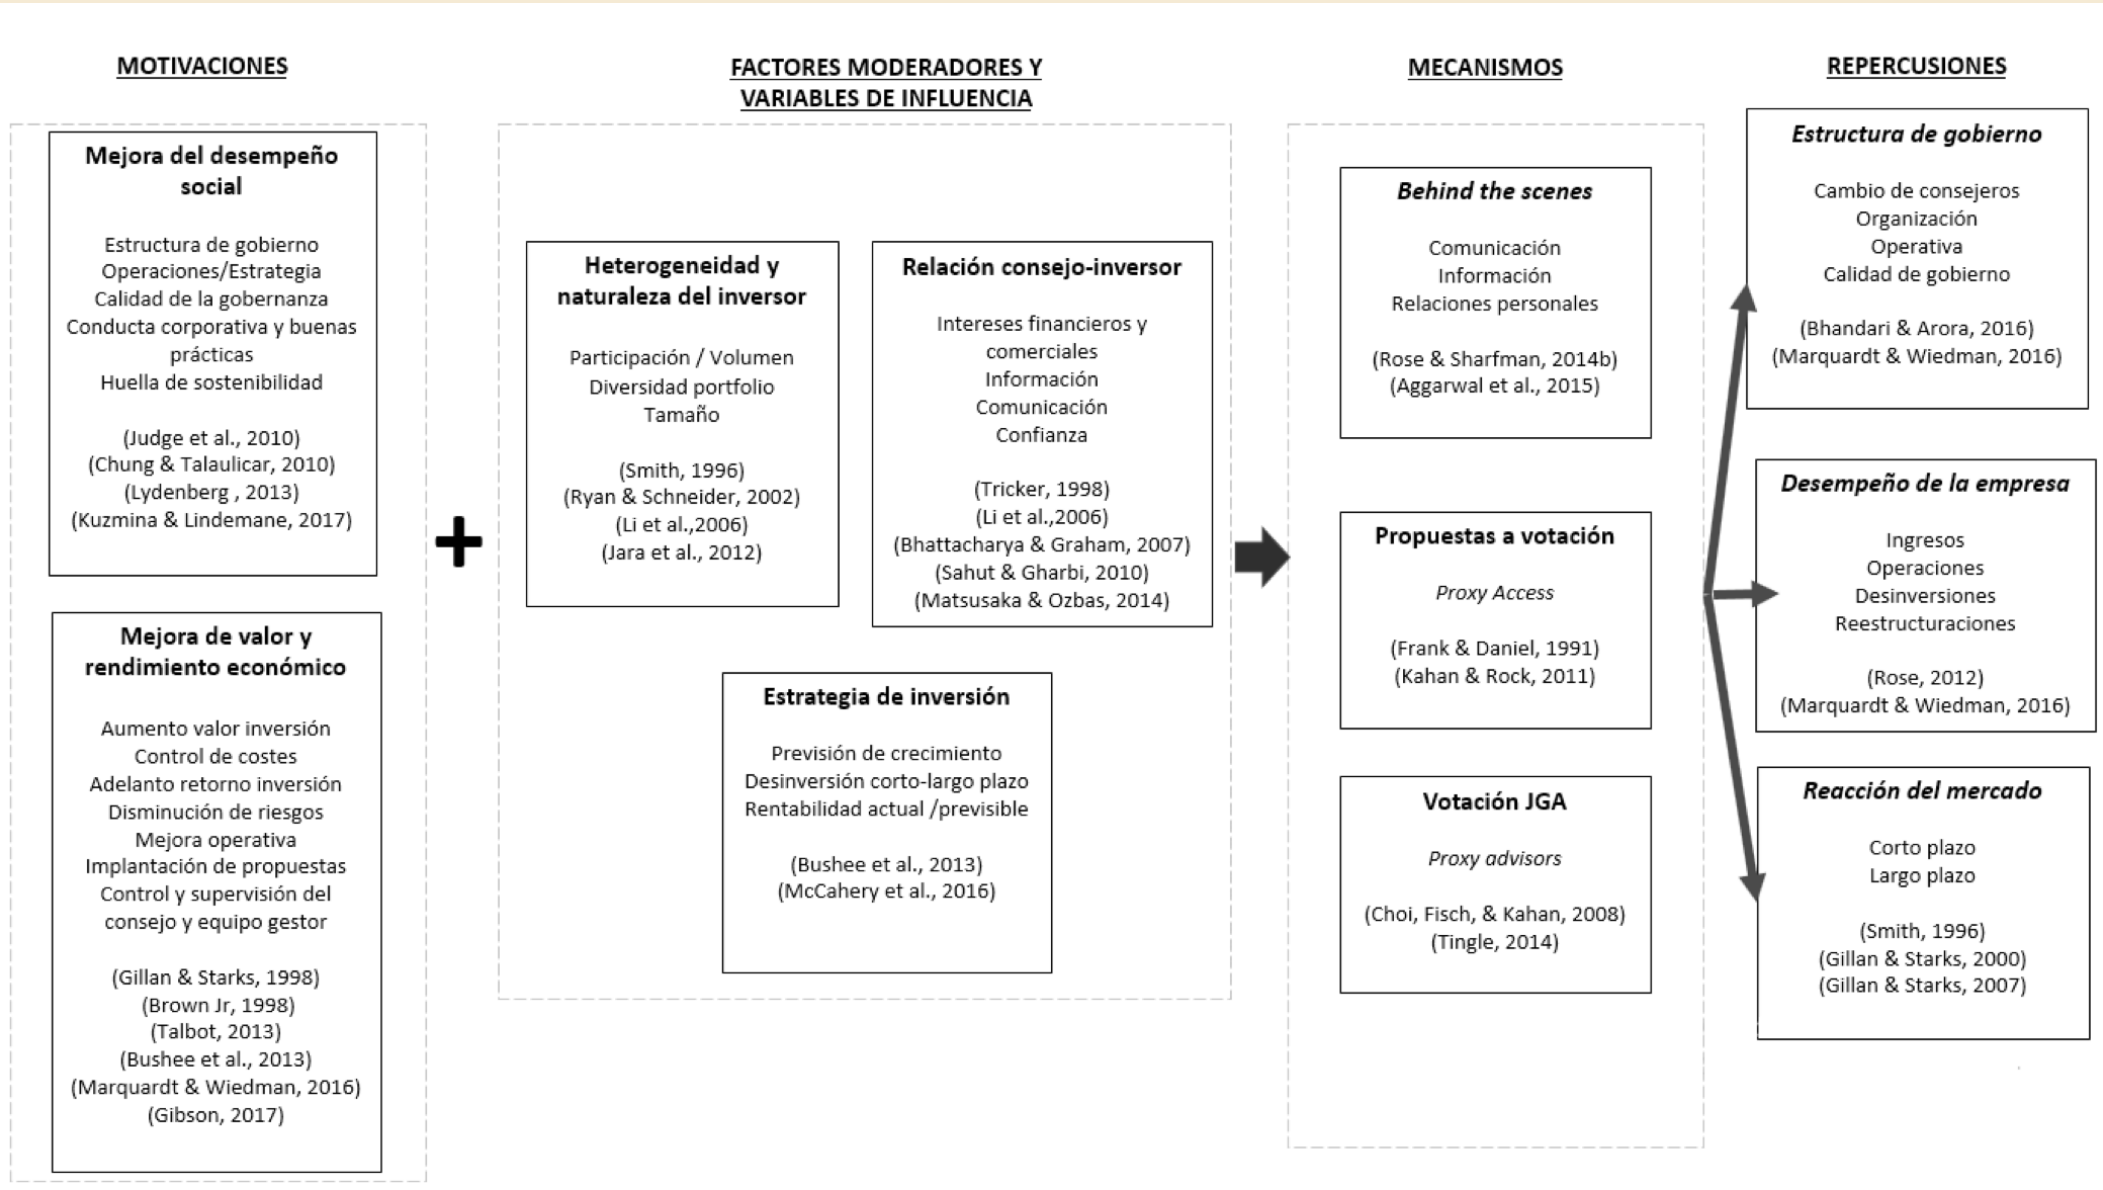 MOTIVACIONES
Mejora del desempeño
social
Estructura de gobierno
Operaciones/Estrategia
Calidad de la gobernanza
Conducta corporativa y buenas
prácticas
Huella de sostenibilidad
(Judge et al., 2010)
(Chung & Talaulicar, 2010)
(Lydenberg , 2013)
(Kuzmina & Lindemane, 2017)
Mejora de valor y
rendimiento económico
Aumento valor inversión
Control de costes
Adelanto retorno inversión
Disminución de riesgos
Mejora operativa
Implantación de propuestas
Control y supervisión del
consejo y equipo gestor
(Gillan & Starks, 1998)
(Brown Jr, 1998)
(Talbot, 2013)
(Bushee et al., 2013)
(Marquardt & Wiedman, 2016)
(Gibson, 2017)
FACTORES MODERADORES Y
VARIABLES DE INFLUENCIA
Heterogeneidad y
naturaleza del inversor
Participación / Volumen
Diversidad portfolio
Tamaño
(Smith, 1996)
(Ryan & Schneider, 2002)
(Li et al.,2006)
(Jara et al., 2012)
Relación consejo-inversor
Intereses financieros y
comerciales
Información
Comunicación
Confianza
(Tricker, 1998)
(Li et al.,2006)
(Bhattacharya & Graham, 2007)
(Sahut & Gharbi, 2010)
(Matsusaka & Ozbas, 2014)
Estrategia de inversión
Previsión de crecimiento
Desinversión corto-largo plazo
Rentabilidad actual /previsible
(Bushee et al., 2013)
(McCahery et al., 2016)
MECANISMOS
Behind the scenes
Comunicación
Información
Relaciones personales
(Rose & Sharfman, 2014b)
(Aggarwal et al., 2015)
Propuestas a votación
Proxy Access
(Frank & Daniel, 1991)
(Kahan & Rock, 2011)
Votación JGA
Proxy advisors
(Choi, Fisch, & Kahan, 2008)
(Tingle, 2014)
REPERCUSIONES
Estructura de gobierno
Cambio de consejeros
Organización
Operativa
Calidad de gobierno
(Bhandari & Arora, 2016)
(Marquardt & Wiedman, 2016)
Desempeño de la empresa
Ingresos
Operaciones
Desinversiones
Reestructuraciones
(Rose, 2012)
(Marquardt & Wiedman, 2016)
Reacción del mercado
Corto plazo
Largo plazo
(Smith, 1996)
(Gillan & Starks, 2000)
(Gillan & Starks, 2007)